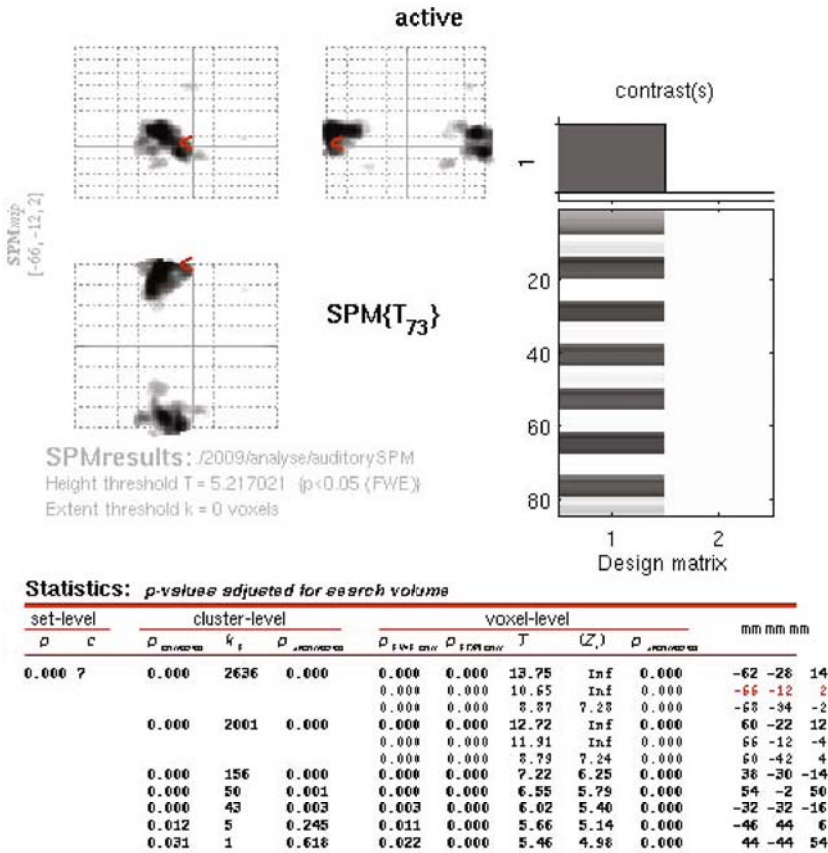 active
contrast(s)
1
SPMmip
[-66, -12, 2]
SPM{T73}
20
40
60
80
1 2
Design matrix
SPMresults: ./2009/analyse/auditorySPM
Height threshold T = 5.217021 {p<0.05 (FWE)}
Extent threshold k = 0 voxels
Statistics: p-values adjusted for search volume
set-level cluster-level voxel-level mm mm mm
p c p kE p p p T (Z) p
0.000 7 0.000 2636 0.000 0.000 0.000 13.75 Inf 0.000 -62 -28 14
0.000 0.000 10.65 Inf 0.000 -66 -12 2
0.000 0.000 8.87 7.28 0.000 -68 -34 -2
0.000 2001 0.000 0.000 0.000 12.72 Inf 0.000 60 -22 12
0.000 0.000 11.91 Inf 0.000 66 -12 -4
0.000 0.000 8.79 7.24 0.000 60 -42 4
0.000 156 0.000 0.000 0.000 7.22 6.25 0.000 38 -30 -14
0.000 50 0.001 0.000 0.000 6.55 5.79 0.000 54 -2 50
0.000 43 0.003 0.003 0.000 6.02 5.40 0.000 -32 -32 -16
0.012 5 0.245 0.011 0.000 5.66 5.14 0.000 -46 44 6
0.031 1 0.618 0.022 0.000 5.46 4.98 0.000 44 -44 54